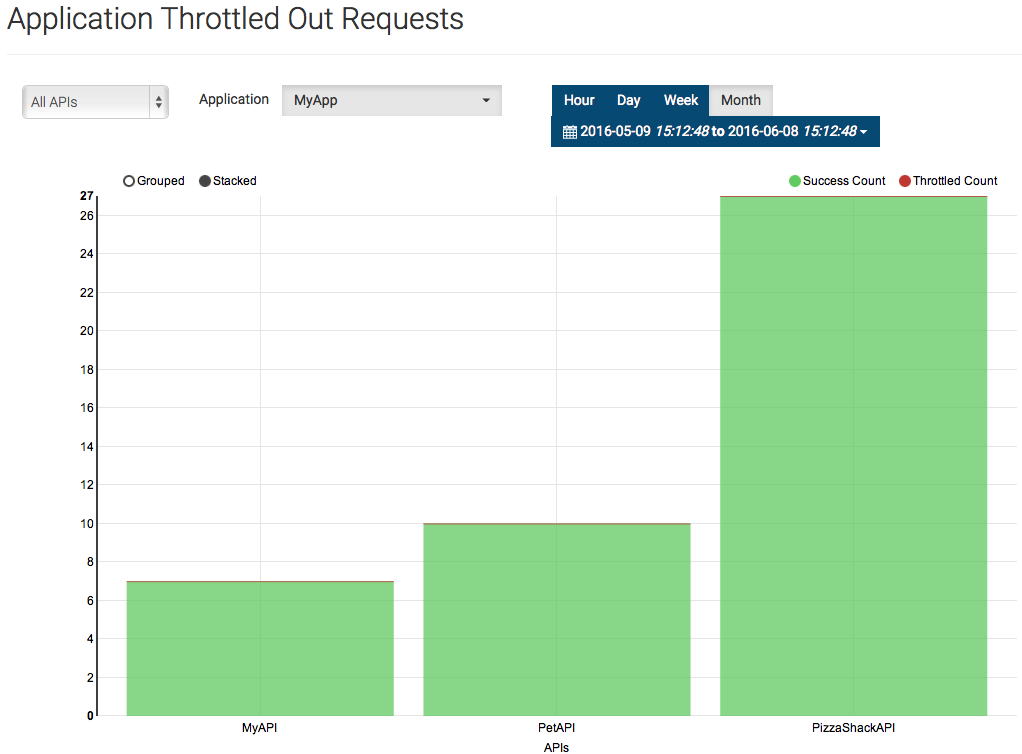 Application Throttled Out Requests
All APIs
Application
MyApp
Hour Day Week Month
2016-05-09 15:12:48 to 2016-06-08 15:12:48
Grouped Stacked
Success Count Throttled Count
27
26
24
22
20
18
16
14
12
10
8
6
4
2
0
MyAPI PetAPI PizzaShackAPI
APIs